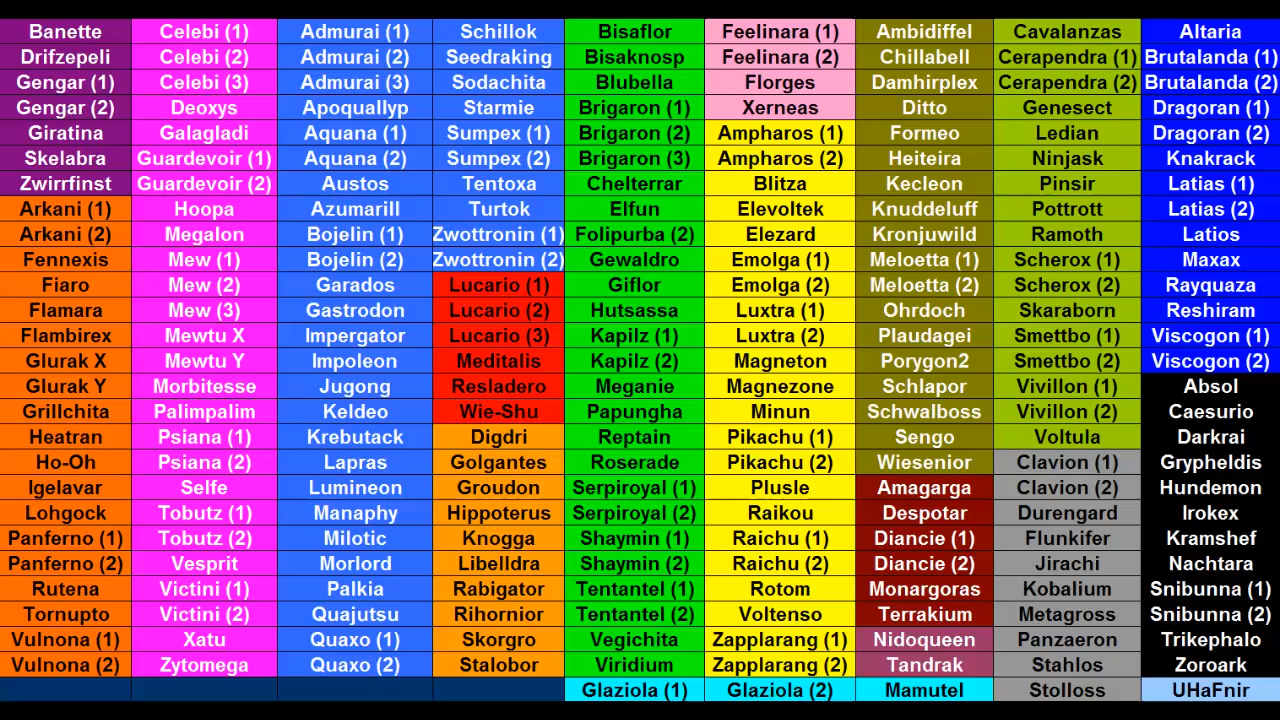 Banette Celebi (1) Admurai (1) Schillok Bisaflor Feelinara (1) Ambidiffel Cavalanzas Altaria
Drifzepeli Celebi (2) Admurai (2) Seedraking Bisaknosp Feelinara (2) Chillabell Cerapendra (1) Brutalanda (1)
Gengar (1) Celebi (3) Admurai (3) Sodachita Blubella Florges Damhirplex Cerapendra (2) Brutalanda (2)
Gengar (2) Deoxys Apoquallyp Starmie Brigaron (1) Xerneas Ditto Genesect Dragoran (1)
Giratina Galagladi Aquana (1) Sumpex (1) Brigaron (2) Ampharos (1) Formeo Ledian Dragoran (2)
Skelabra Guardevoir (1) Aquana (2) Sumpex (2) Brigaron (3) Ampharos (2) Heiteira Ninjask Knakrack
Zwirrfinst Guardevoir (2) Austos Tentoxa Chelterrar Blitza Kecleon Pinsir Latias (1)
Arkani (1) Hoopa Azumarill Turtok Elfun Elevoltek Knuddeluff Pottrott Latias (2)
Arkani (2) Megalon Bojelin (1) Zwottronin (1) Folipurba (2) Elezard Kronjuwild Ramoth Latios
Fennexis Mew (1) Bojelin (2) Zwottronin (2) Gewaldro Emolga (1) Meloetta (1) Scherox (1) Maxax
Fiaro Mew (2) Garados Lucario (1) Giflor Emolga (2) Meloetta (2) Scherox (2) Rayquaza
Flamara Mew (3) Gastrodon Lucario (2) Hutsassa Luxtra (1) Ohrdoch Skaraborn Reshiram
Flambirex Mewtu X Impergator Lucario (3) Kapilz (1) Luxtra (2) Plaudagei Smettbo (1) Viscogon (1)
Glurak X Mewtu Y Impoleon Meditalis Kapilz (2) Magneton Porygon2 Smettbo (2) Viscogon (2)
Glurak Y Morbitesse Jugong Resladero Meganie Magnezone Schlapor Vivillon (1) Absol
Grillchita Palimpalim Keldeo Wie-Shu Papungha Minun Schwalboss Vivillon (2) Caesurio
Heatran Psiana (1) Krebutack Digdri Reptain Pikachu (1) Sengo Voltula Darkrai
Ho-Oh Psiana (2) Lapras Golgantes Roserade Pikachu (2) Wiesenior Clavion (1) Grypheldis
Igelavar Selfe Lumineon Groudon Serpiroyal (1) Plusle Amagarga Clavion (2) Hundemon
Lohgock Tobutz (1) Manaphy Hippoterus Serpiroyal (2) Raikou Despotar Durengard Irokex
Panferno (1) Tobutz (2) Milotic Knogga Shaymin (1) Raichu (1) Diancie (1) Flunkifer Kramshef
Panferno (2) Vesprit Morlord Libelldra Shaymin (2) Raichu (2) Diancie (2) Jirachi Nachtara
Rutena Victini (1) Palkia Rabigator Tentantel (1) Rotom Monargoras Kobalium Snibunna (1)
Tornupto Victini (2) Quajutsu Rihornior Tentantel (2) Voltenso Terrakium Metagross Snibunna (2)
Vulnona (1) Xatu Quaxo (1) Skorgro Vegichita Zapplarang (1) Nidoqueen Panzaeron Trikephalo
Vulnona (2) Zytomega Quaxo (2) Stalobor Viridium Zapplarang (2) Tandrak Stahlos Zoroark
Glaziola (1) Glaziola (2) Mamutel Stolloss UHaFnir